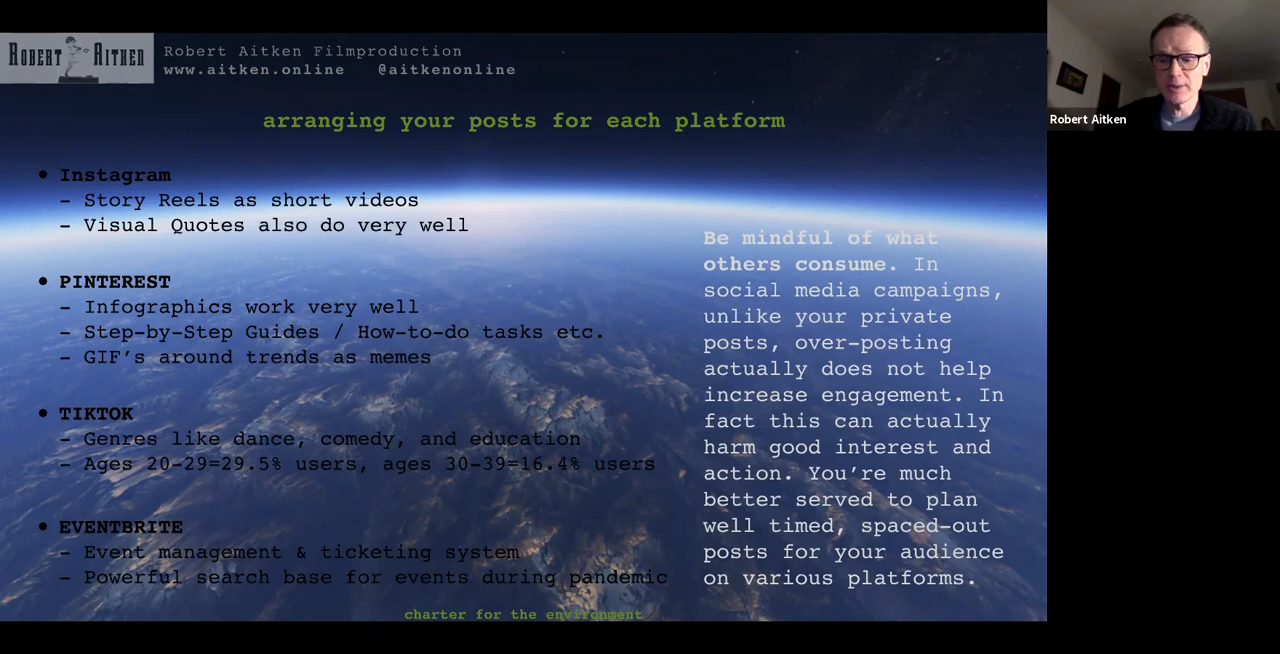 ROBERT AITKEN
Robert Aitken Filmproduction
www.aitken.online @aitkenonline
arranging your posts for each platform
• Instagram
– Story Reels as short videos
– Visual Quotes also do very well
• PINTEREST
– Infographics work very well
– Step-by-Step Guides / How-to-do tasks etc.
– GIF’s around trends as memes
• TIKTOK
– Genres like dance, comedy, and education
– Ages 20-29=29.5% users, ages 30-39=16.4% users
• EVENTBRITE
– Event management & ticketing system
– Powerful search base for events during pandemic
Be mindful of what
others consume. In
social media campaigns,
unlike your private
posts, over-posting
actually does not help
increase engagement. In
fact this can actually
harm good interest and
action. You’re much
better served to plan
well timed, spaced-out
posts for your audience
on various platforms.
charter for the environment
Robert Aitken